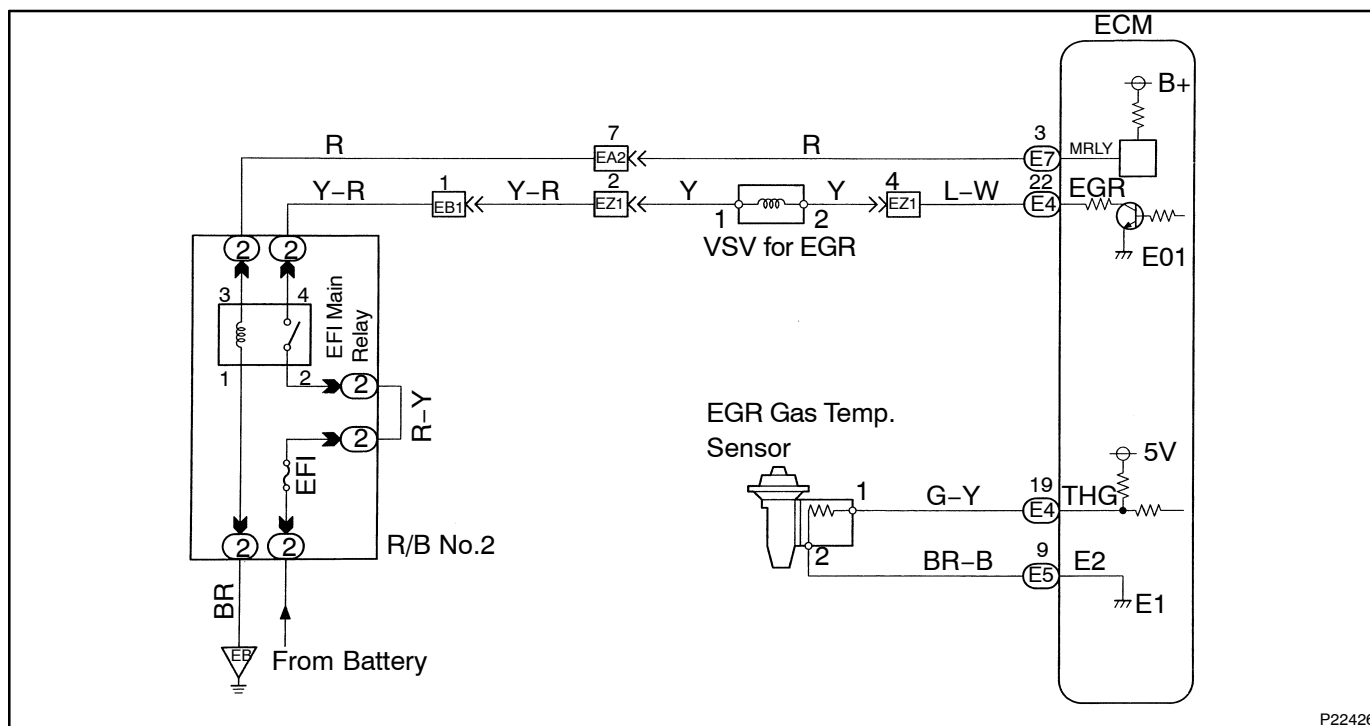 ECM
B+
7
3
R
EA2
R
E7
MRLY
1
2
4
22
Y-R
EB1
Y-R
EZ1
Y
Y
EZ1
L-W
E4
EGR
1
2
VSV for EGR
E01
2
2
3
4
EFI Main
Relay
1
2
2
R-Y
2
EFI
EGR Gas Temp.
Sensor
5V
1
G-Y
19
E4
THG
2
2
R/B No.2
2
BR-B
9
E5
E2
E1
BR
EB
From Battery